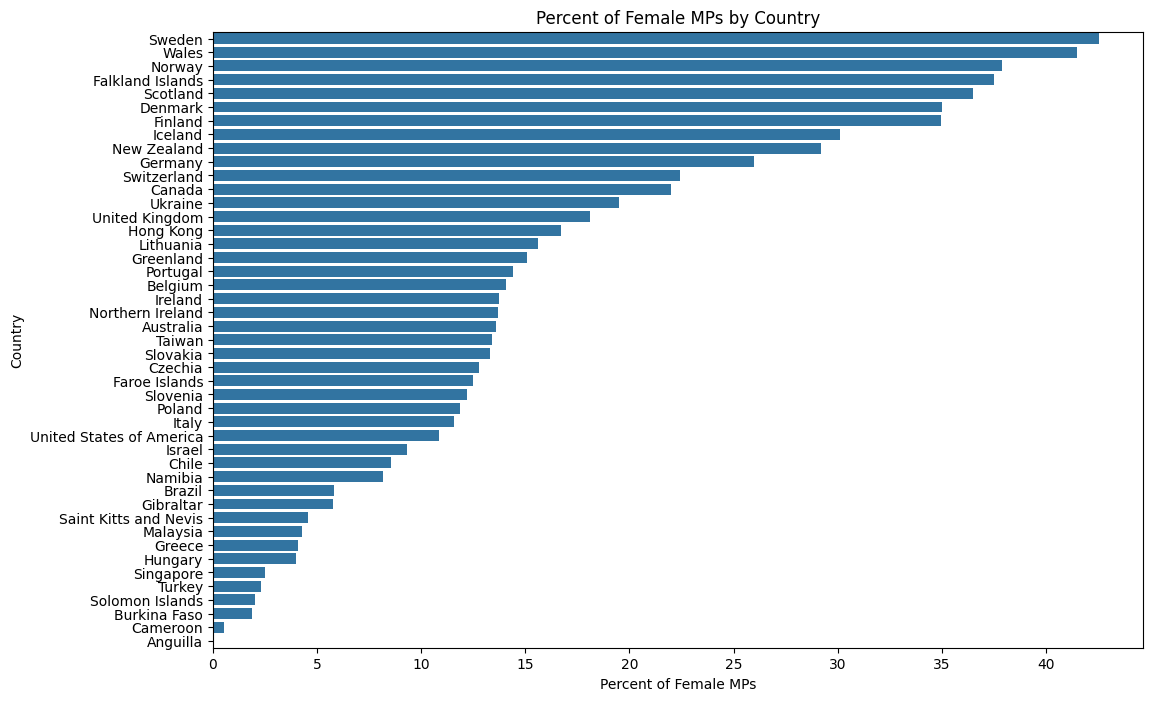 Percent of Female MPs by Country
Country
Sweden
Wales
Norway
Falkland Islands
Scotland
Denmark
Finland
Iceland
New Zealand
Germany
Switzerland
Canada
Ukraine
United Kingdom
Hong Kong
Lithuania
Greenland
Portugal
Belgium
Ireland
Northern Ireland
Australia
Taiwan
Slovakia
Czechia
Faroe Islands
Slovenia
Poland
Italy
United States of America
Israel
Chile
Namibia
Brazil
Gibraltar
Saint Kitts and Nevis
Malaysia
Greece
Hungary
Singapore
Turkey
Solomon Islands
Burkina Faso
Cameroon
Anguilla
0 5 10 15 20 25 30 35 40
Percent of Female MPs